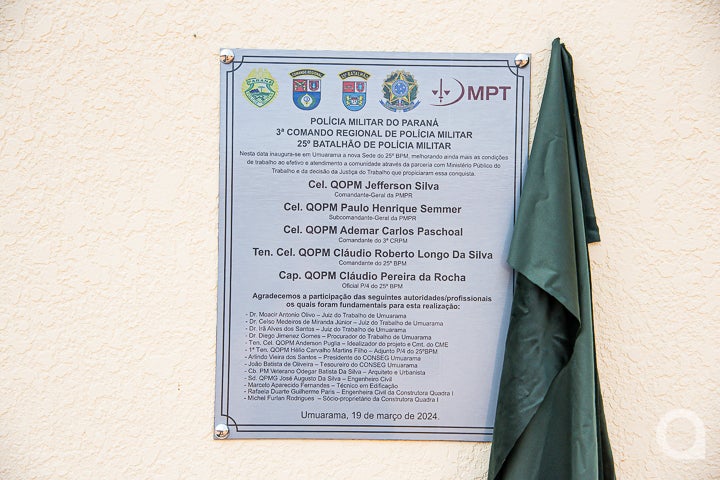 PARANÁ
COMANDO REGIONAL
25º BATALHÃO
MPT
POLÍCIA MILITAR DO PARANÁ
3º COMANDO REGIONAL DE POLÍCIA MILITAR
25º BATALHÃO DE POLÍCIA MILITAR
Nesta data inaugura-se em Umuarama a nova Sede do 25º BPM, melhorando ainda mais as condições
de trabalho ao efetivo e atendimento a comunidade através da parceria com Ministério Público do
Trabalho e da decisão da Justiça do Trabalho que propiciaram essa conquista.
Cel. QOPM Jefferson Silva
Comandante-Geral da PMPR
Cel. QOPM Paulo Henrique Semmer
Subcomandante-Geral da PMPR
Cel. QOPM Ademar Carlos Paschoal
Comandante do 3º CRPM
Ten. Cel. QOPM Cláudio Roberto Longo Da Silva
Comandante do 25º BPM
Cap. QOPM Cláudio Pereira da Rocha
Oficial P/4 do 25º BPM
Agradecemos a participação das seguintes autoridades/profissionais
os quais foram fundamentais para esta realização:
- Dr. Moacir Antonio Olivo – Juiz do Trabalho de Umuarama
- Dr. Celso Medeiros de Miranda Júnior – Juiz do Trabalho de Umuarama
- Dr. Irã Alves dos Santos – Juiz do Trabalho de Umuarama
- Dr. Diego Jimenez Gomes – Procurador do Trabalho de Umuarama
- Ten. Cel. QOPM Anderson Puglia – Idealizador do projeto e Cmt. do CME
- 1º Ten. QOPM Hélio Carvalho Martins Filho – Adjunto P/4 do 25ºBPM
- Arlindo Vieira dos Santos – Presidente do CONSEG Umuarama
- João Batista de Oliveira – Tesoureiro do CONSEG Umuarama
- Cb. PM Veterano Odegar Batista Da Silva – Arquiteto e Urbanista
- Sd. QPMG José Augusto Da Silva – Engenheiro Civil
- Marcelo Aparecido Fernandes – Técnico em Edificação
- Rafaela Duarte Guilherme Paris – Engenheira Civil da Construtora Quadra I
- Michel Furlan Rodrigues – Sócio-proprietário da Construtora Quadra I
Umuarama, 19 de março de 2024.